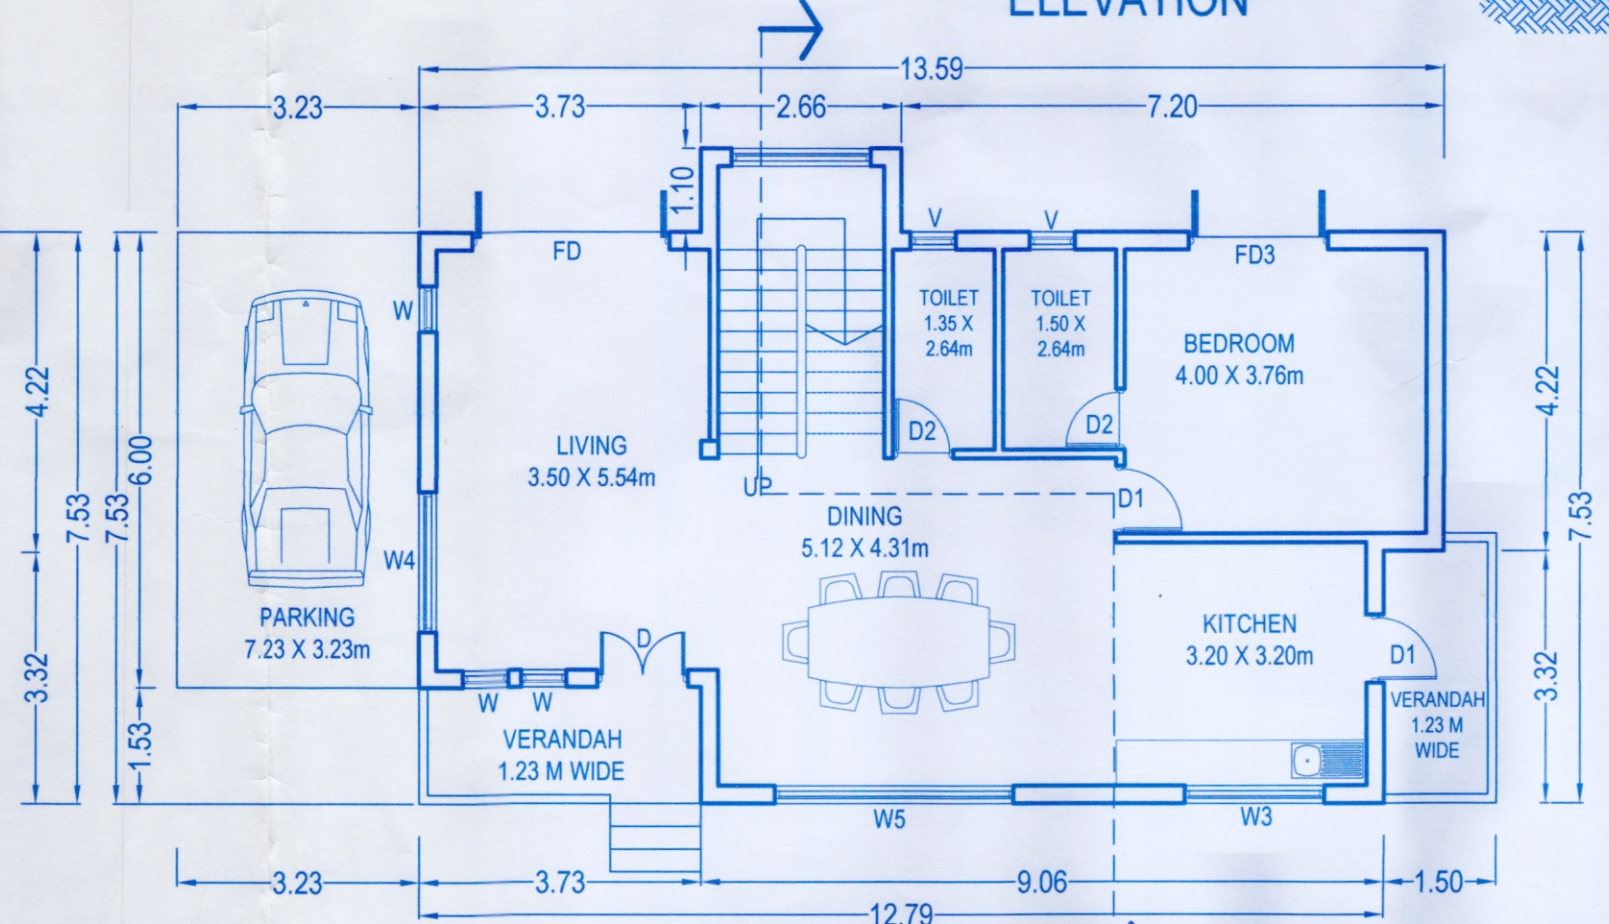 ELEVATION
13.59
3.23
3.73
2.66
7.20
1.10
V
V
FD
FD3
W
TOILET
1.35 X
2.64m
TOILET
1.50 X
2.64m
BEDROOM
4.00 X 3.76m
4.22
7.53
7.53
6.00
4.22
7.53
D2
D2
LIVING
3.50 X 5.54m
UP
D1
DINING
5.12 X 4.31m
W4
PARKING
7.23 X 3.23m
D
KITCHEN
3.20 X 3.20m
D1
3.32
1.53
3.32
W
W
VERANDAH
1.23 M WIDE
VERANDAH
1.23 M
WIDE
W5
W3
3.23
3.73
9.06
1.50
12.79